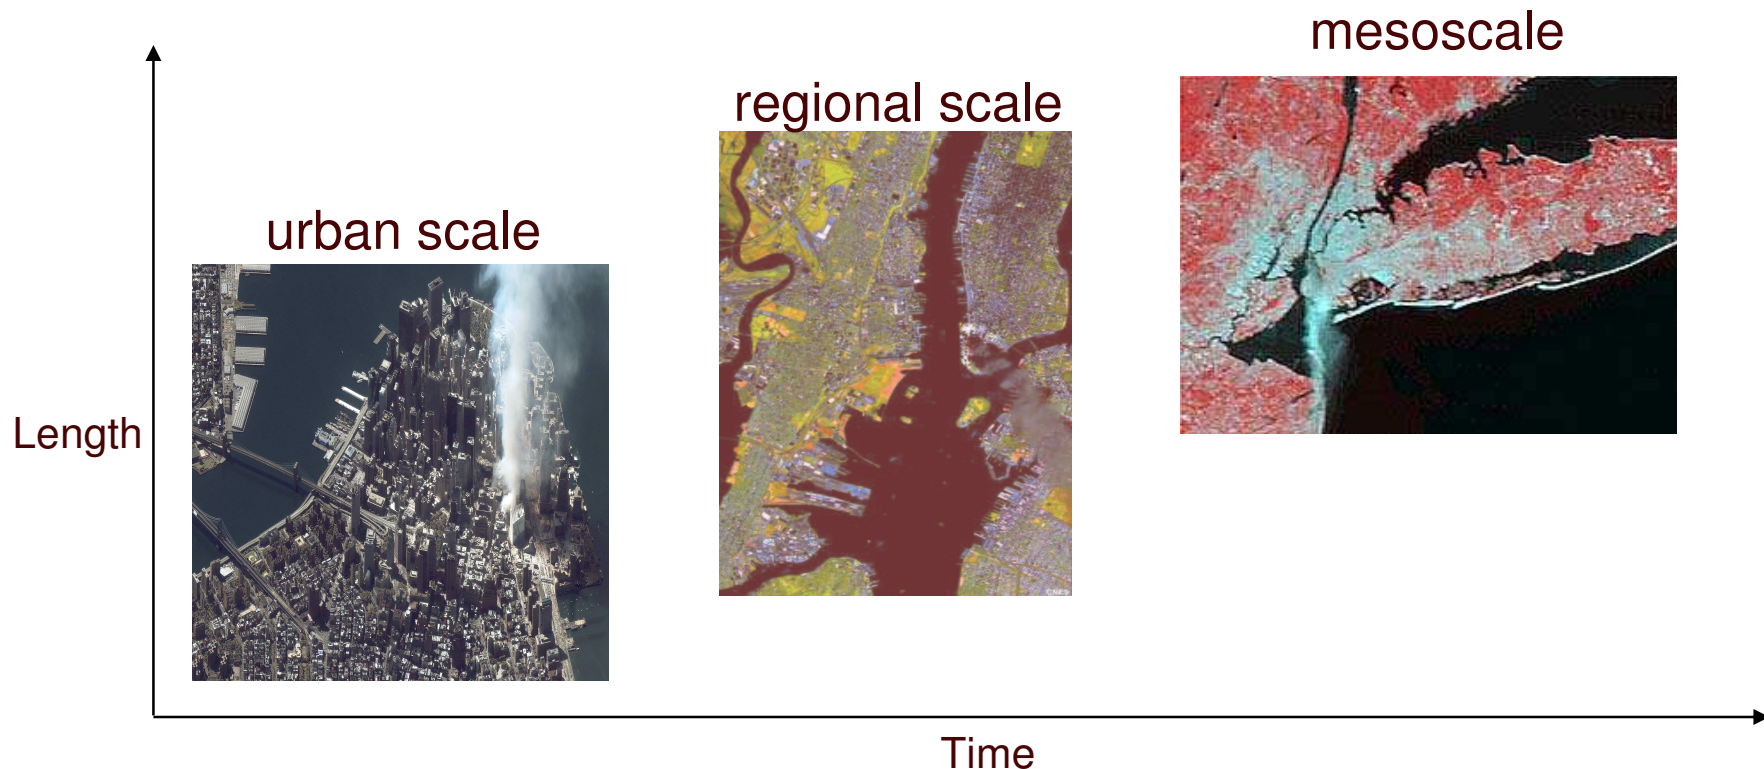 mesoscale
regional scale
urban scale
Length
Time